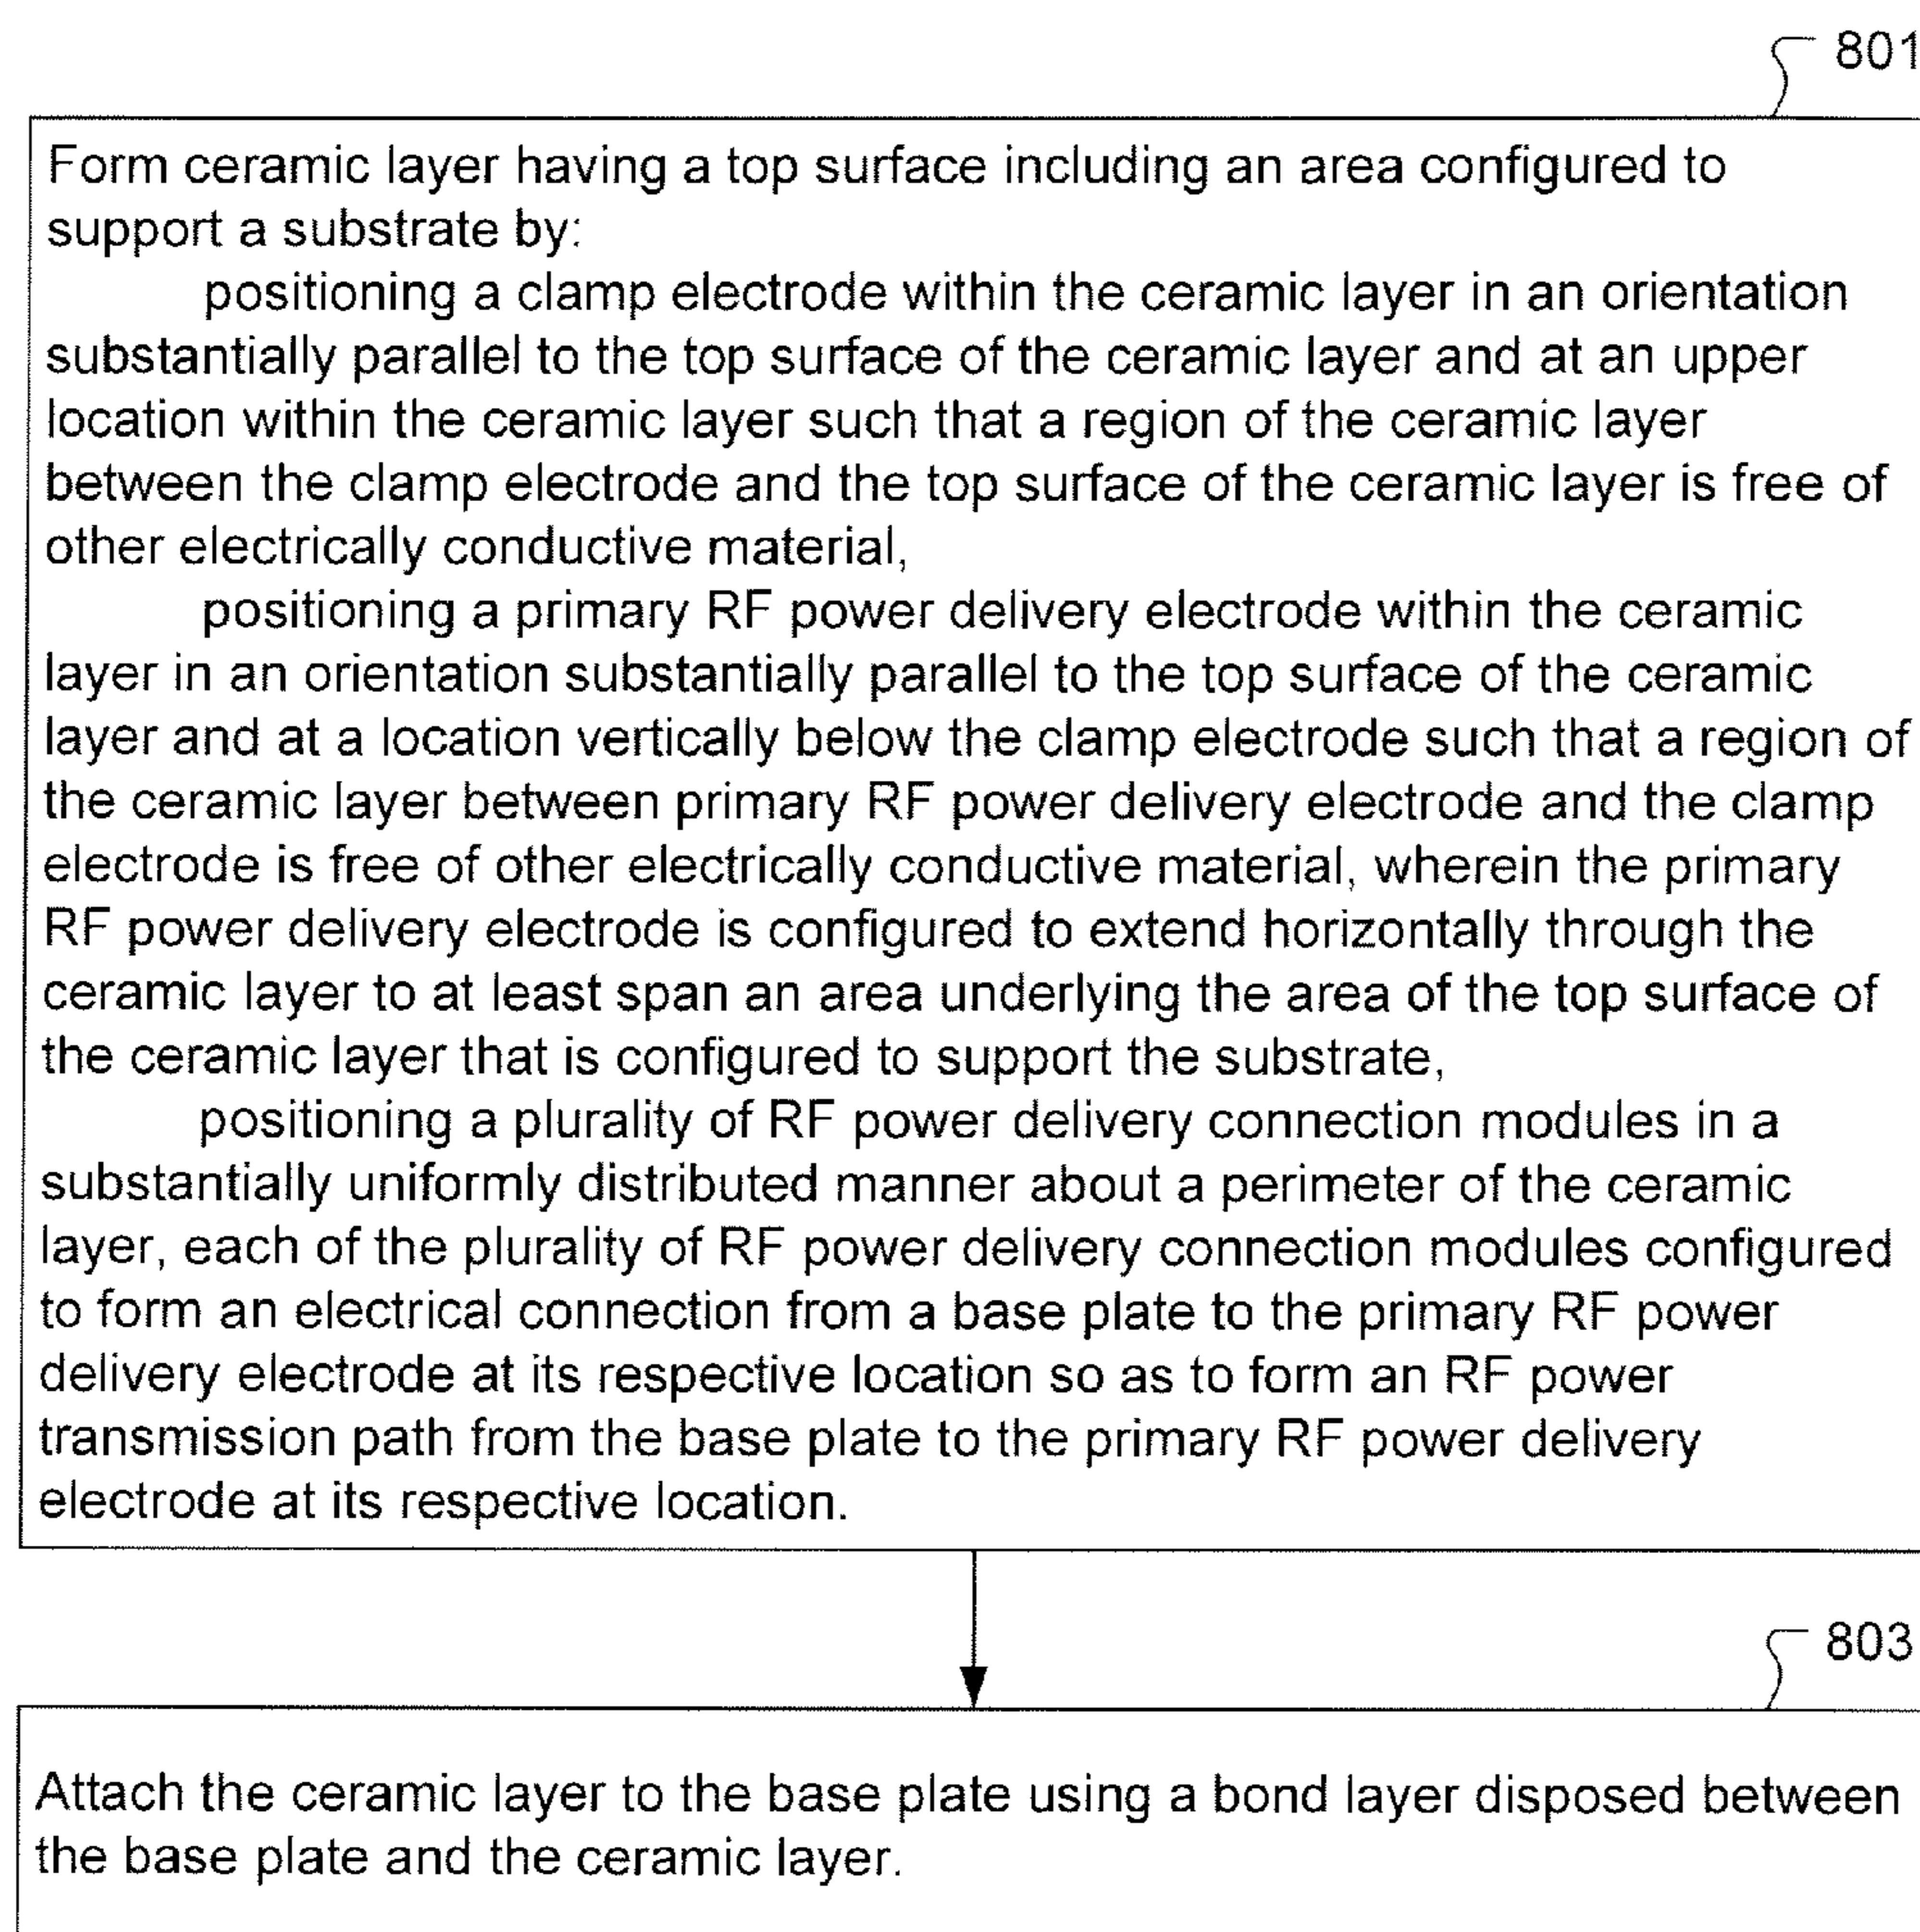 801
Form ceramic layer having a top surface including an area configured to
support a substrate by:
positioning a clamp electrode within the ceramic layer in an orientation
substantially parallel to the top surface of the ceramic layer and at an upper
location within the ceramic layer such that a region of the ceramic layer
between the clamp electrode and the top surface of the ceramic layer is free of
other electrically conductive material,
positioning a primary RF power delivery electrode within the ceramic
layer in an orientation substantially parallel to the top surface of the ceramic
layer and at a location vertically below the clamp electrode such that a region of
the ceramic layer between primary RF power delivery electrode and the clamp
electrode is free of other electrically conductive material, wherein the primary
RF power delivery electrode is configured to extend horizontally through the
ceramic layer to at least span an area underlying the area of the top surface of
the ceramic layer that is configured to support the substrate,
positioning a plurality of RF power delivery connection modules in a
substantially uniformly distributed manner about a perimeter of the ceramic
layer, each of the plurality of RF power delivery connection modules configured
to form an electrical connection from a base plate to the primary RF power
delivery electrode at its respective location so as to form an RF power
transmission path from the base plate to the primary RF power delivery
electrode at its respective location.
803
Attach the ceramic layer to the base plate using a bond layer disposed between
the base plate and the ceramic layer.